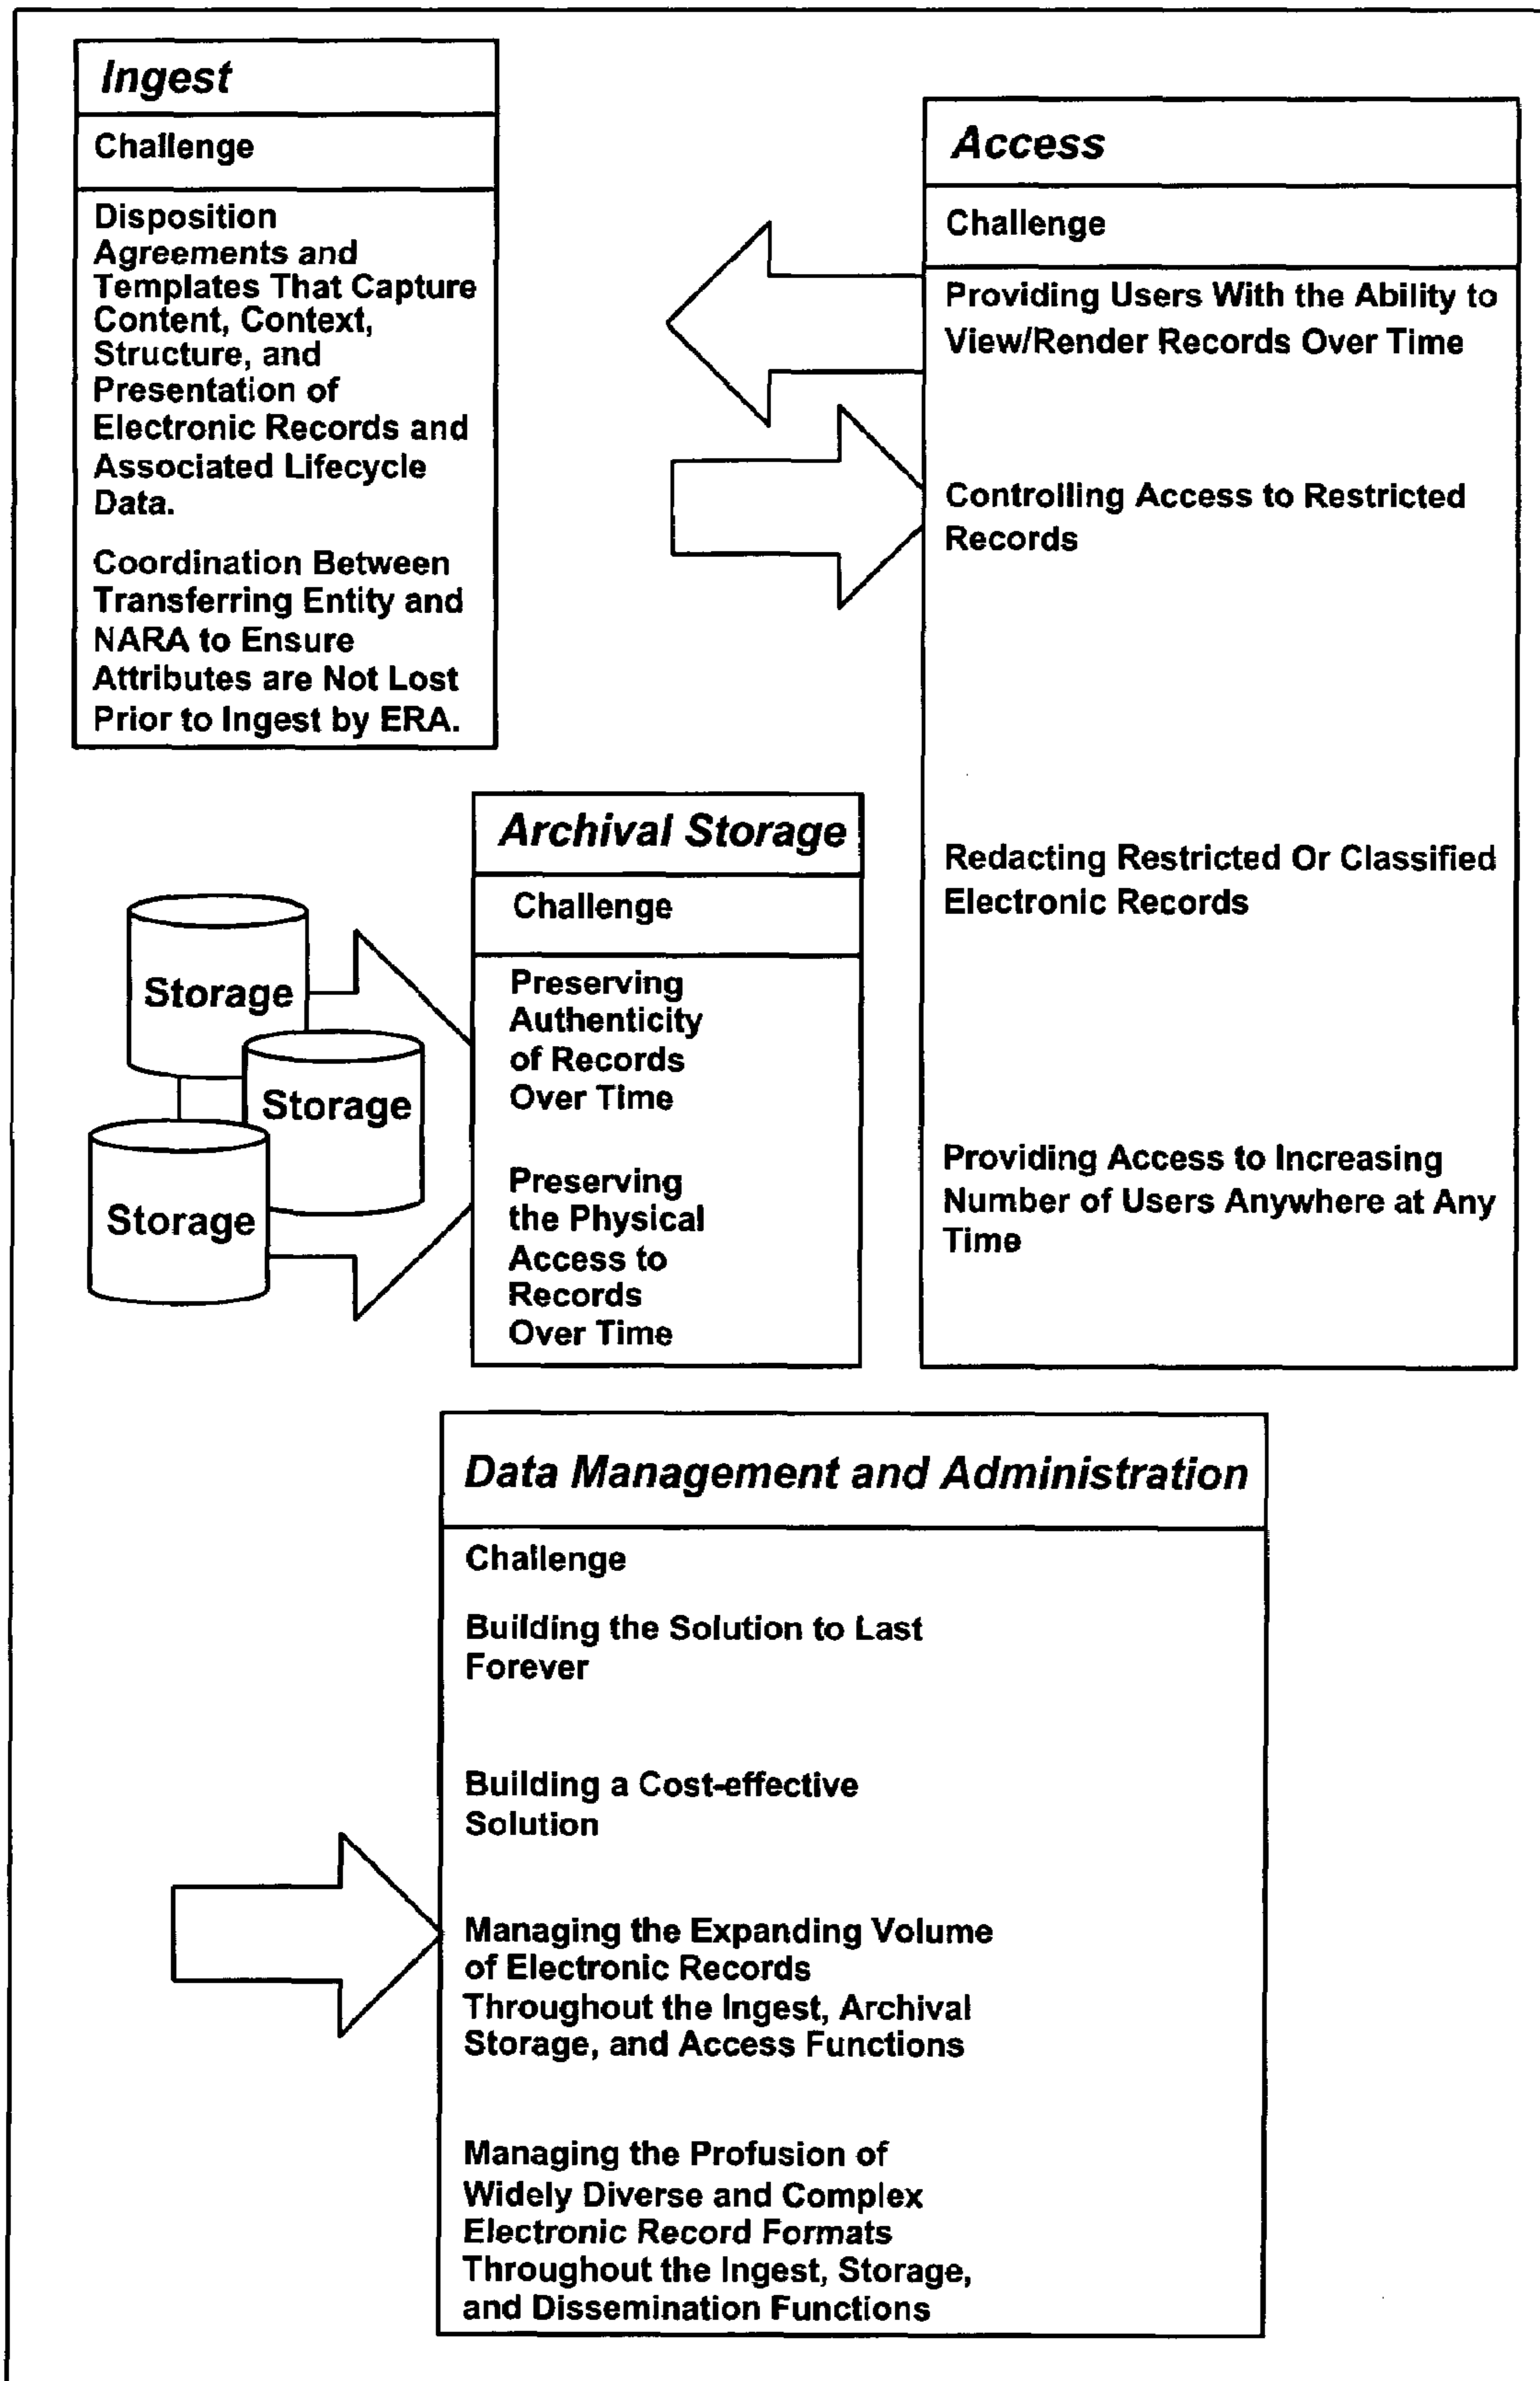 Ingest
Challenge
Disposition
Agreements and
Templates That Capture
Content, Context,
Structure, and
Presentation of
Electronic Records and
Associated Lifecycle
Data.
Coordination Between
Transferring Entity and
NARA to Ensure
Attributes are Not Lost
Prior to Ingest by ERA.
Access
Challenge
Providing Users With the Ability to
View/Render Records Over Time
Controlling Access to Restricted
Records
Redacting Restricted Or Classified
Electronic Records
Providing Access to Increasing
Number of Users Anywhere at Any
Time
Storage
Storage
Storage
Archival Storage
Challenge
Preserving
Authenticity
of Records
Over Time
Preserving
the Physical
Access to
Records
Over Time
Data Management and Administration
Challenge
Building the Solution to Last
Forever
Building a Cost-effective
Solution
Managing the Expanding Volume
of Electronic Records
Throughout the Ingest, Archival
Storage, and Access Functions
Managing the Profusion of
Widely Diverse and Complex
Electronic Record Formats
Throughout the Ingest, Storage,
and Dissemination Functions